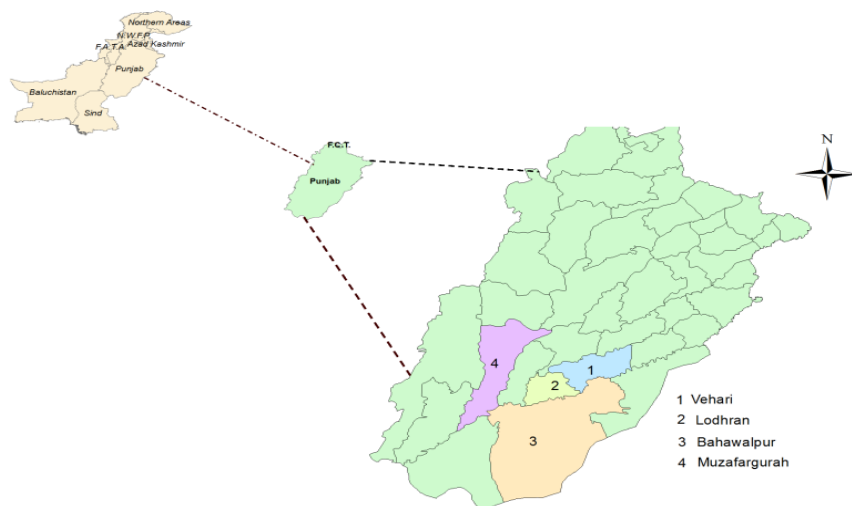 Northern Areas
N.W.F.P.
F.A.T.A.
Azad Kashmir
Punjab
Baluchistan
Sind
F.C.T.
Punjab
N
4
1
2
3
1 Vehari
2 Lodhran
3 Bahawalpur
4 Muzafargurah